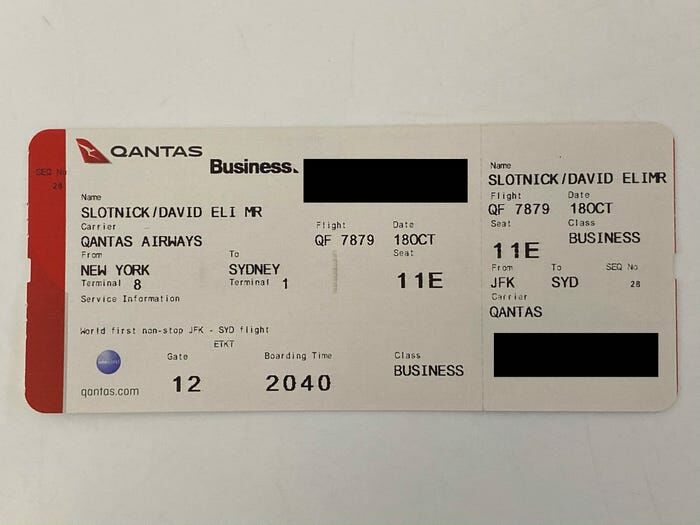 QANTAS
Business.
SEQ No
28
Name
SLOTNICK/DAVID ELI MR
Carrier
QANTAS AIRWAYS
Flight Date
QF 7879 18OCT
From To Seat
NEW YORK SYDNEY 11E
Terminal 8 Terminal 1
Service Information
World first non-stop JFK - SYD flight
ETKT
Gate Boarding Time Class
12 2040 BUSINESS
qantas.com
Name
SLOTNICK/DAVID ELIMR
Flight Date
QF 7879 18OCT
Seat Class
11E BUSINESS
From To SEQ No
JFK SYD 28
Carrier
QANTAS